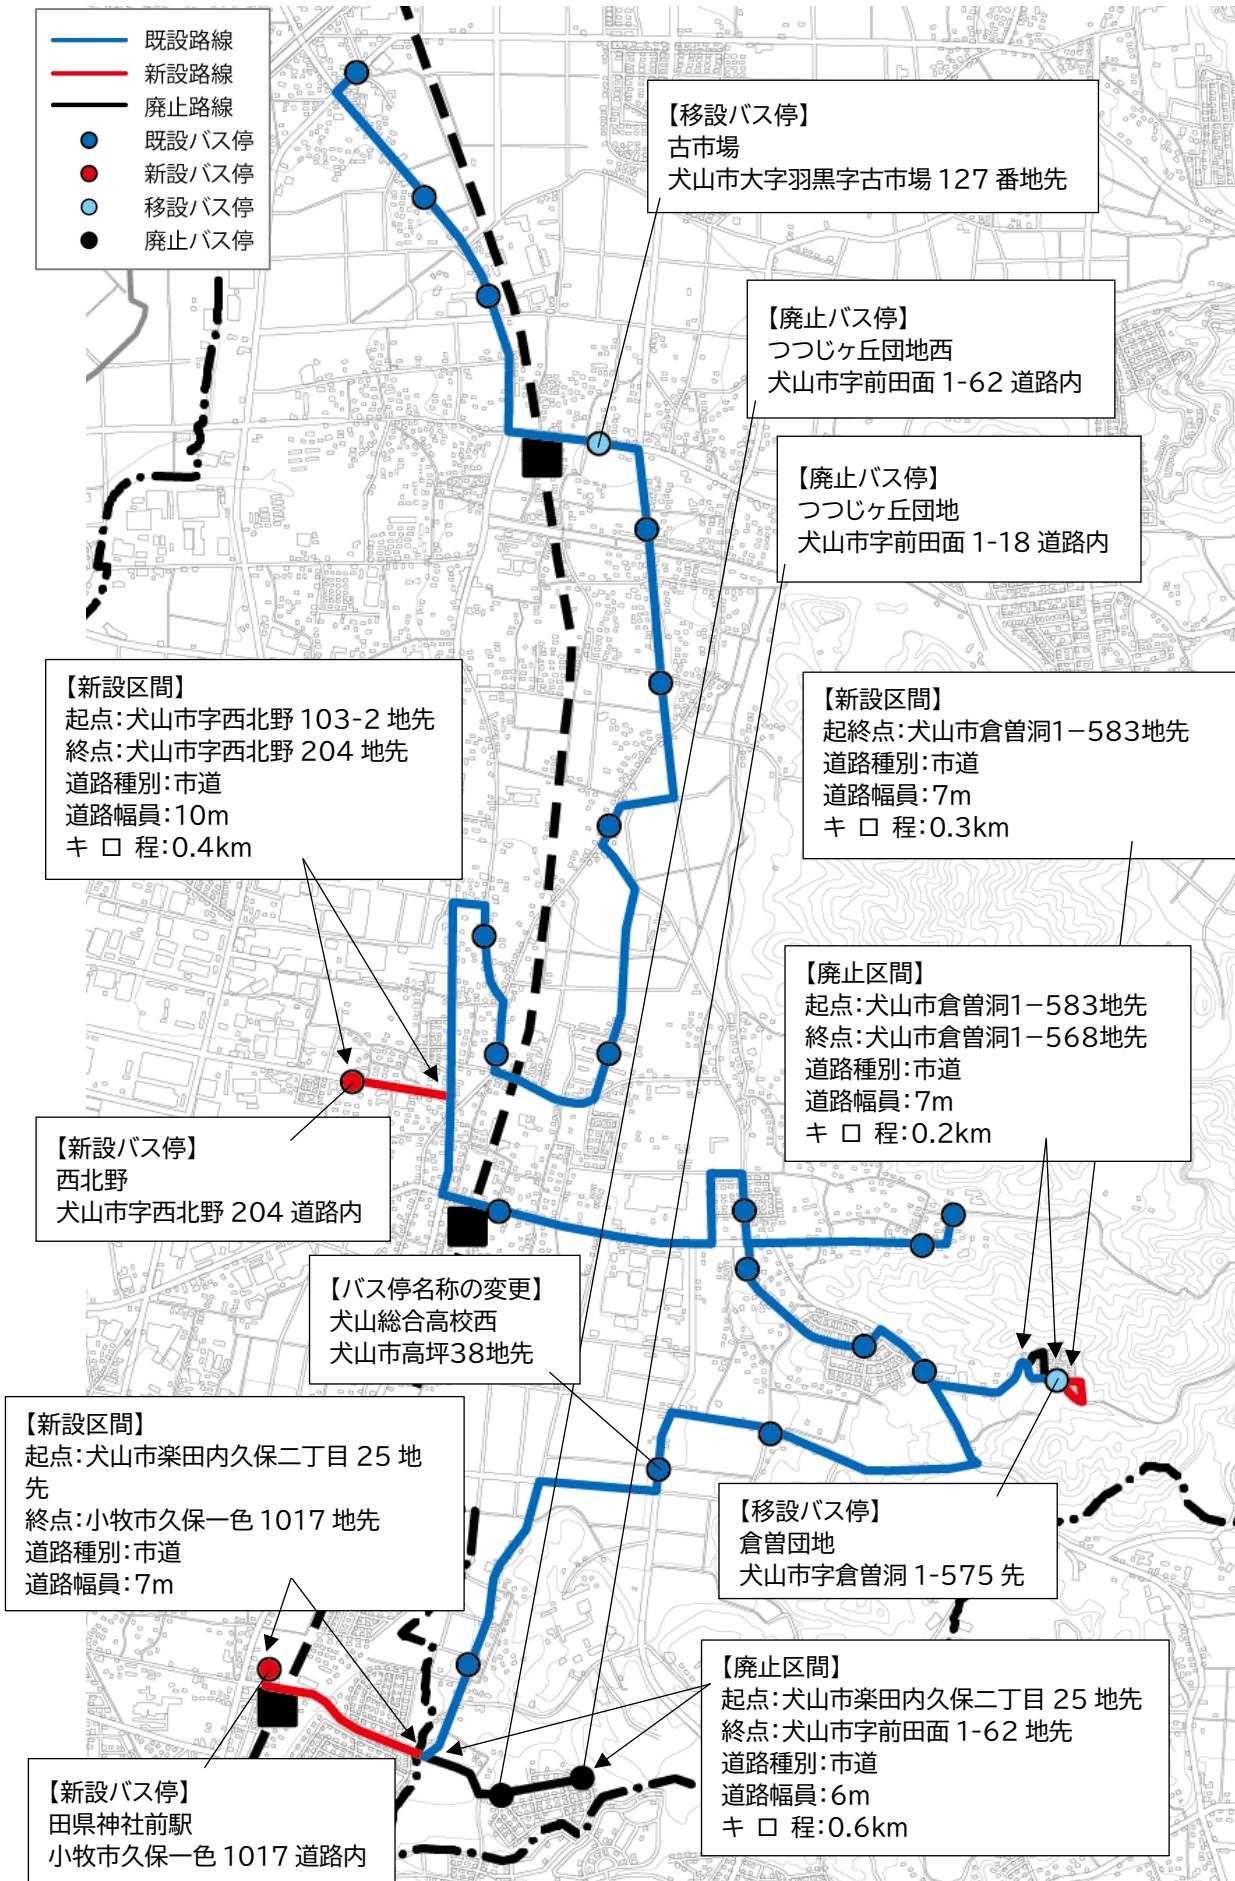 既設路線
新設路線
廃止路線
既設バス停
新設バス停
移設バス停
廃止バス停
【移設バス停】
古市場
犬山市大字羽黒字古市場 127 番地先
【廃止バス停】
つつじヶ丘団地西
犬山市字前田面 1-62 道路内
【廃止バス停】
つつじヶ丘団地
犬山市字前田面 1-18 道路内
【新設区間】
起点：犬山市字西北野 103-2 地先
終点：犬山市字西北野 204 地先
道路種別：市道
道路幅員：10m
キ ロ 程：0.4km
【新設区間】
起終点：犬山市倉曽洞1－583地先
道路種別：市道
道路幅員：7m
キ ロ 程：0.3km
【廃止区間】
起点：犬山市倉曽洞1－583地先
終点：犬山市倉曽洞1－568地先
道路種別：市道
道路幅員：7m
キ ロ 程：0.2km
【新設バス停】
西北野
犬山市字西北野 204 道路内
【バス停名称の変更】
犬山総合高校西
犬山市高坪38地先
【新設区間】
起点：犬山市楽田内久保二丁目 25 地
先
終点：小牧市久保一色 1017 地先
道路種別：市道
道路幅員：7m
【移設バス停】
倉曽団地
犬山市字倉曽洞 1-575 先
【廃止区間】
起点：犬山市楽田内久保二丁目 25 地先
終点：犬山市字前田面 1-62 地先
道路種別：市道
道路幅員：6m
キ ロ 程：0.6km
【新設バス停】
田県神社前駅
小牧市久保一色 1017 道路内